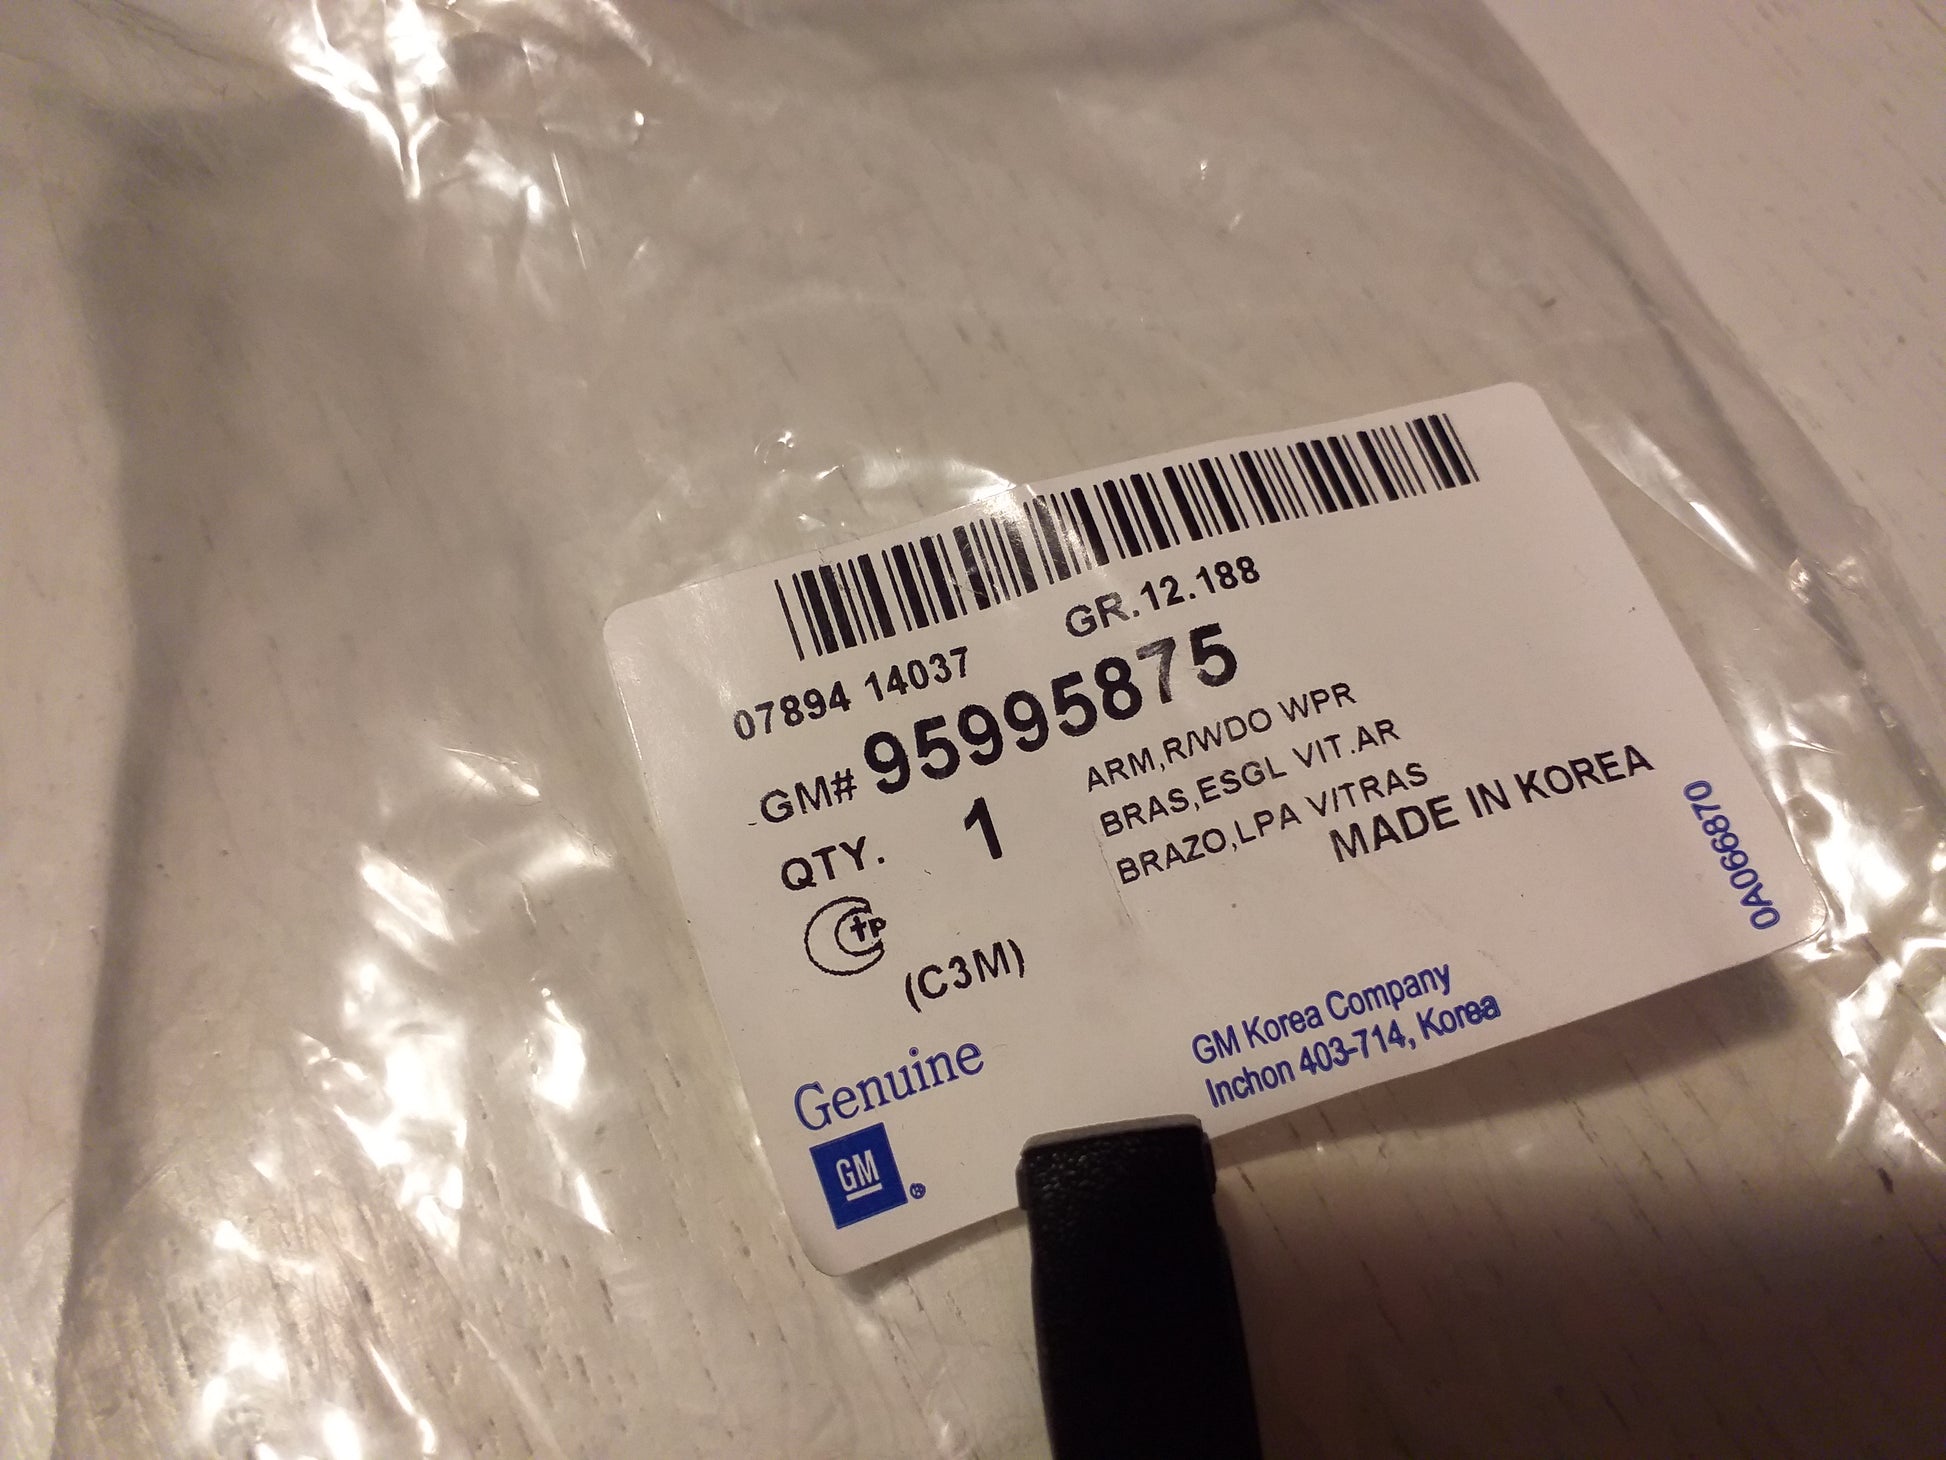 07894 14037
GR.12.188
GM# 95995875
QTY. 1
ARM,R/WDO WPR
BRAS,ESGL VIT.AR
BRAZO,LPA V/TRAS
MADE IN KOREA
(C3M)
0A066870
Genuine
GM ®
GM Korea Company
Inchon 403-714, Korea